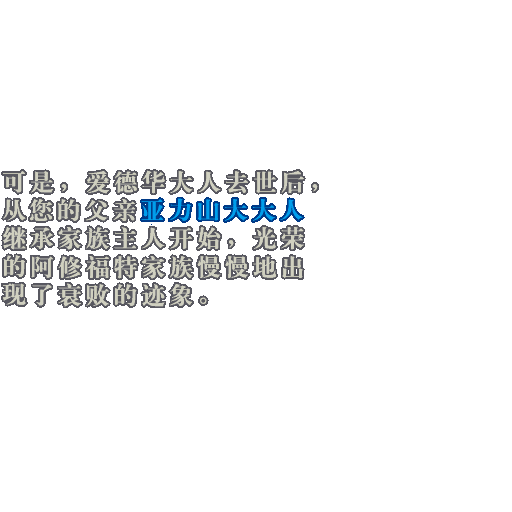 可是，爱德华大人去世后，
从您的父亲亚力山大大人
继承家族主人开始，光荣
的阿修福特家族慢慢地出
现了衰败的迹象。